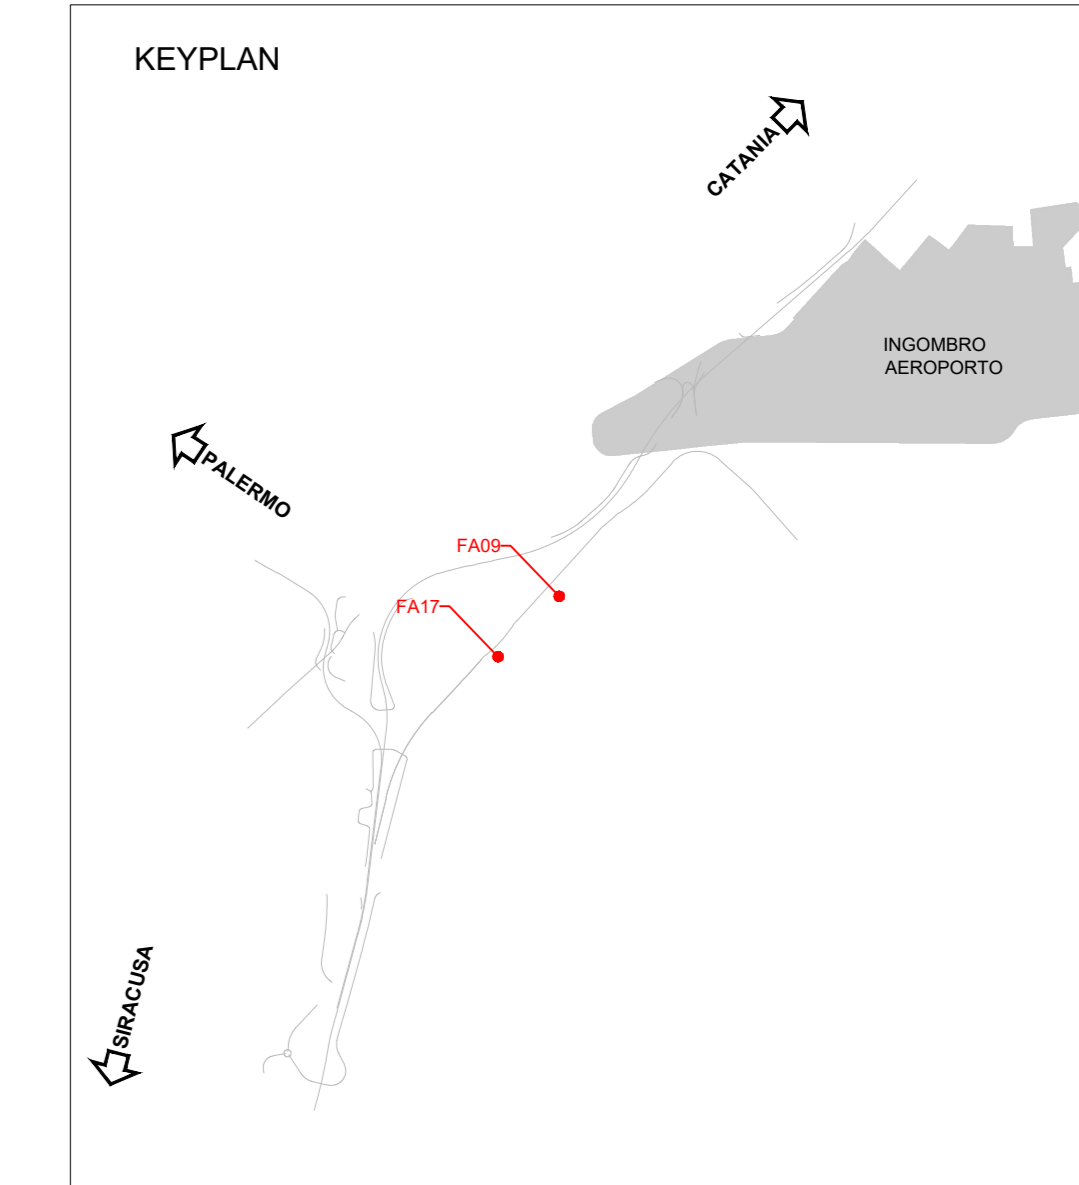 KEYPLAN
CATANIA
INGOMBRO
AEROPORTO
PALERMO
FA09
FA17
SIRACUSA